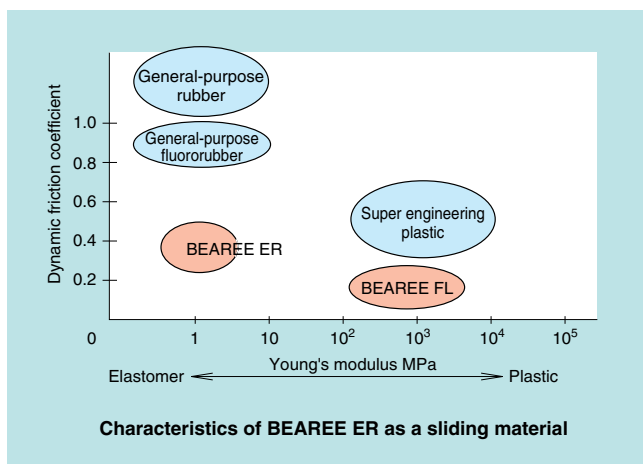 Dynamic friction coefficient
General-purpose
rubber
1.0
General-purpose
fluororubber
0.8
0.6
Super engineering
plastic
0.4
BEAREE ER
0.2
BEAREE FL
0
1
10
10²
10³
10⁴
10⁵
Young's modulus MPa
Elastomer
Plastic
Characteristics of BEAREE ER as a sliding material